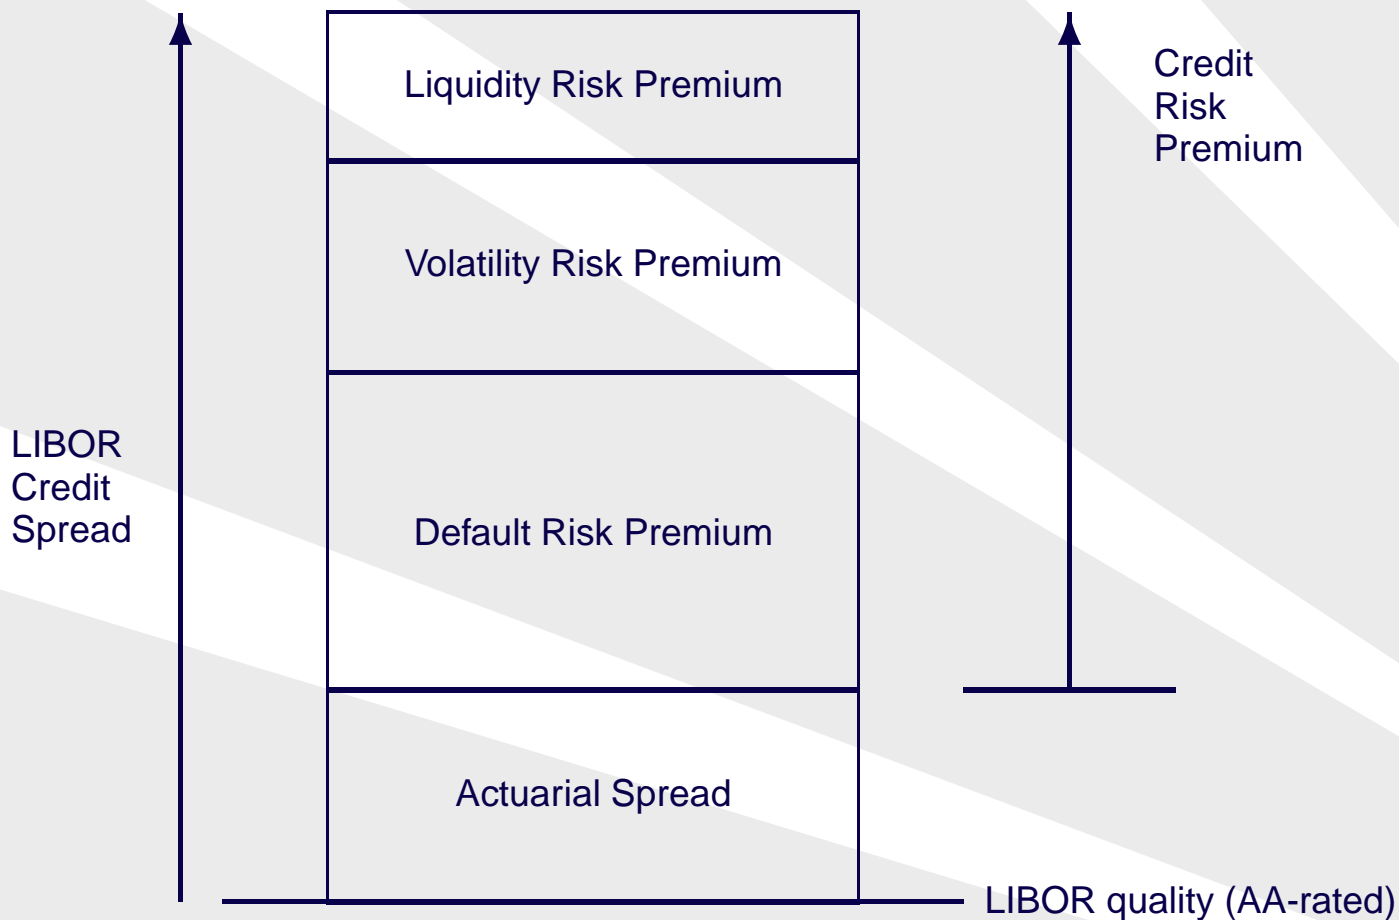 Liquidity Risk Premium
Credit
Risk
Premium
Volatility Risk Premium
LIBOR
Credit
Spread
Default Risk Premium
Actuarial Spread
LIBOR quality (AA-rated)